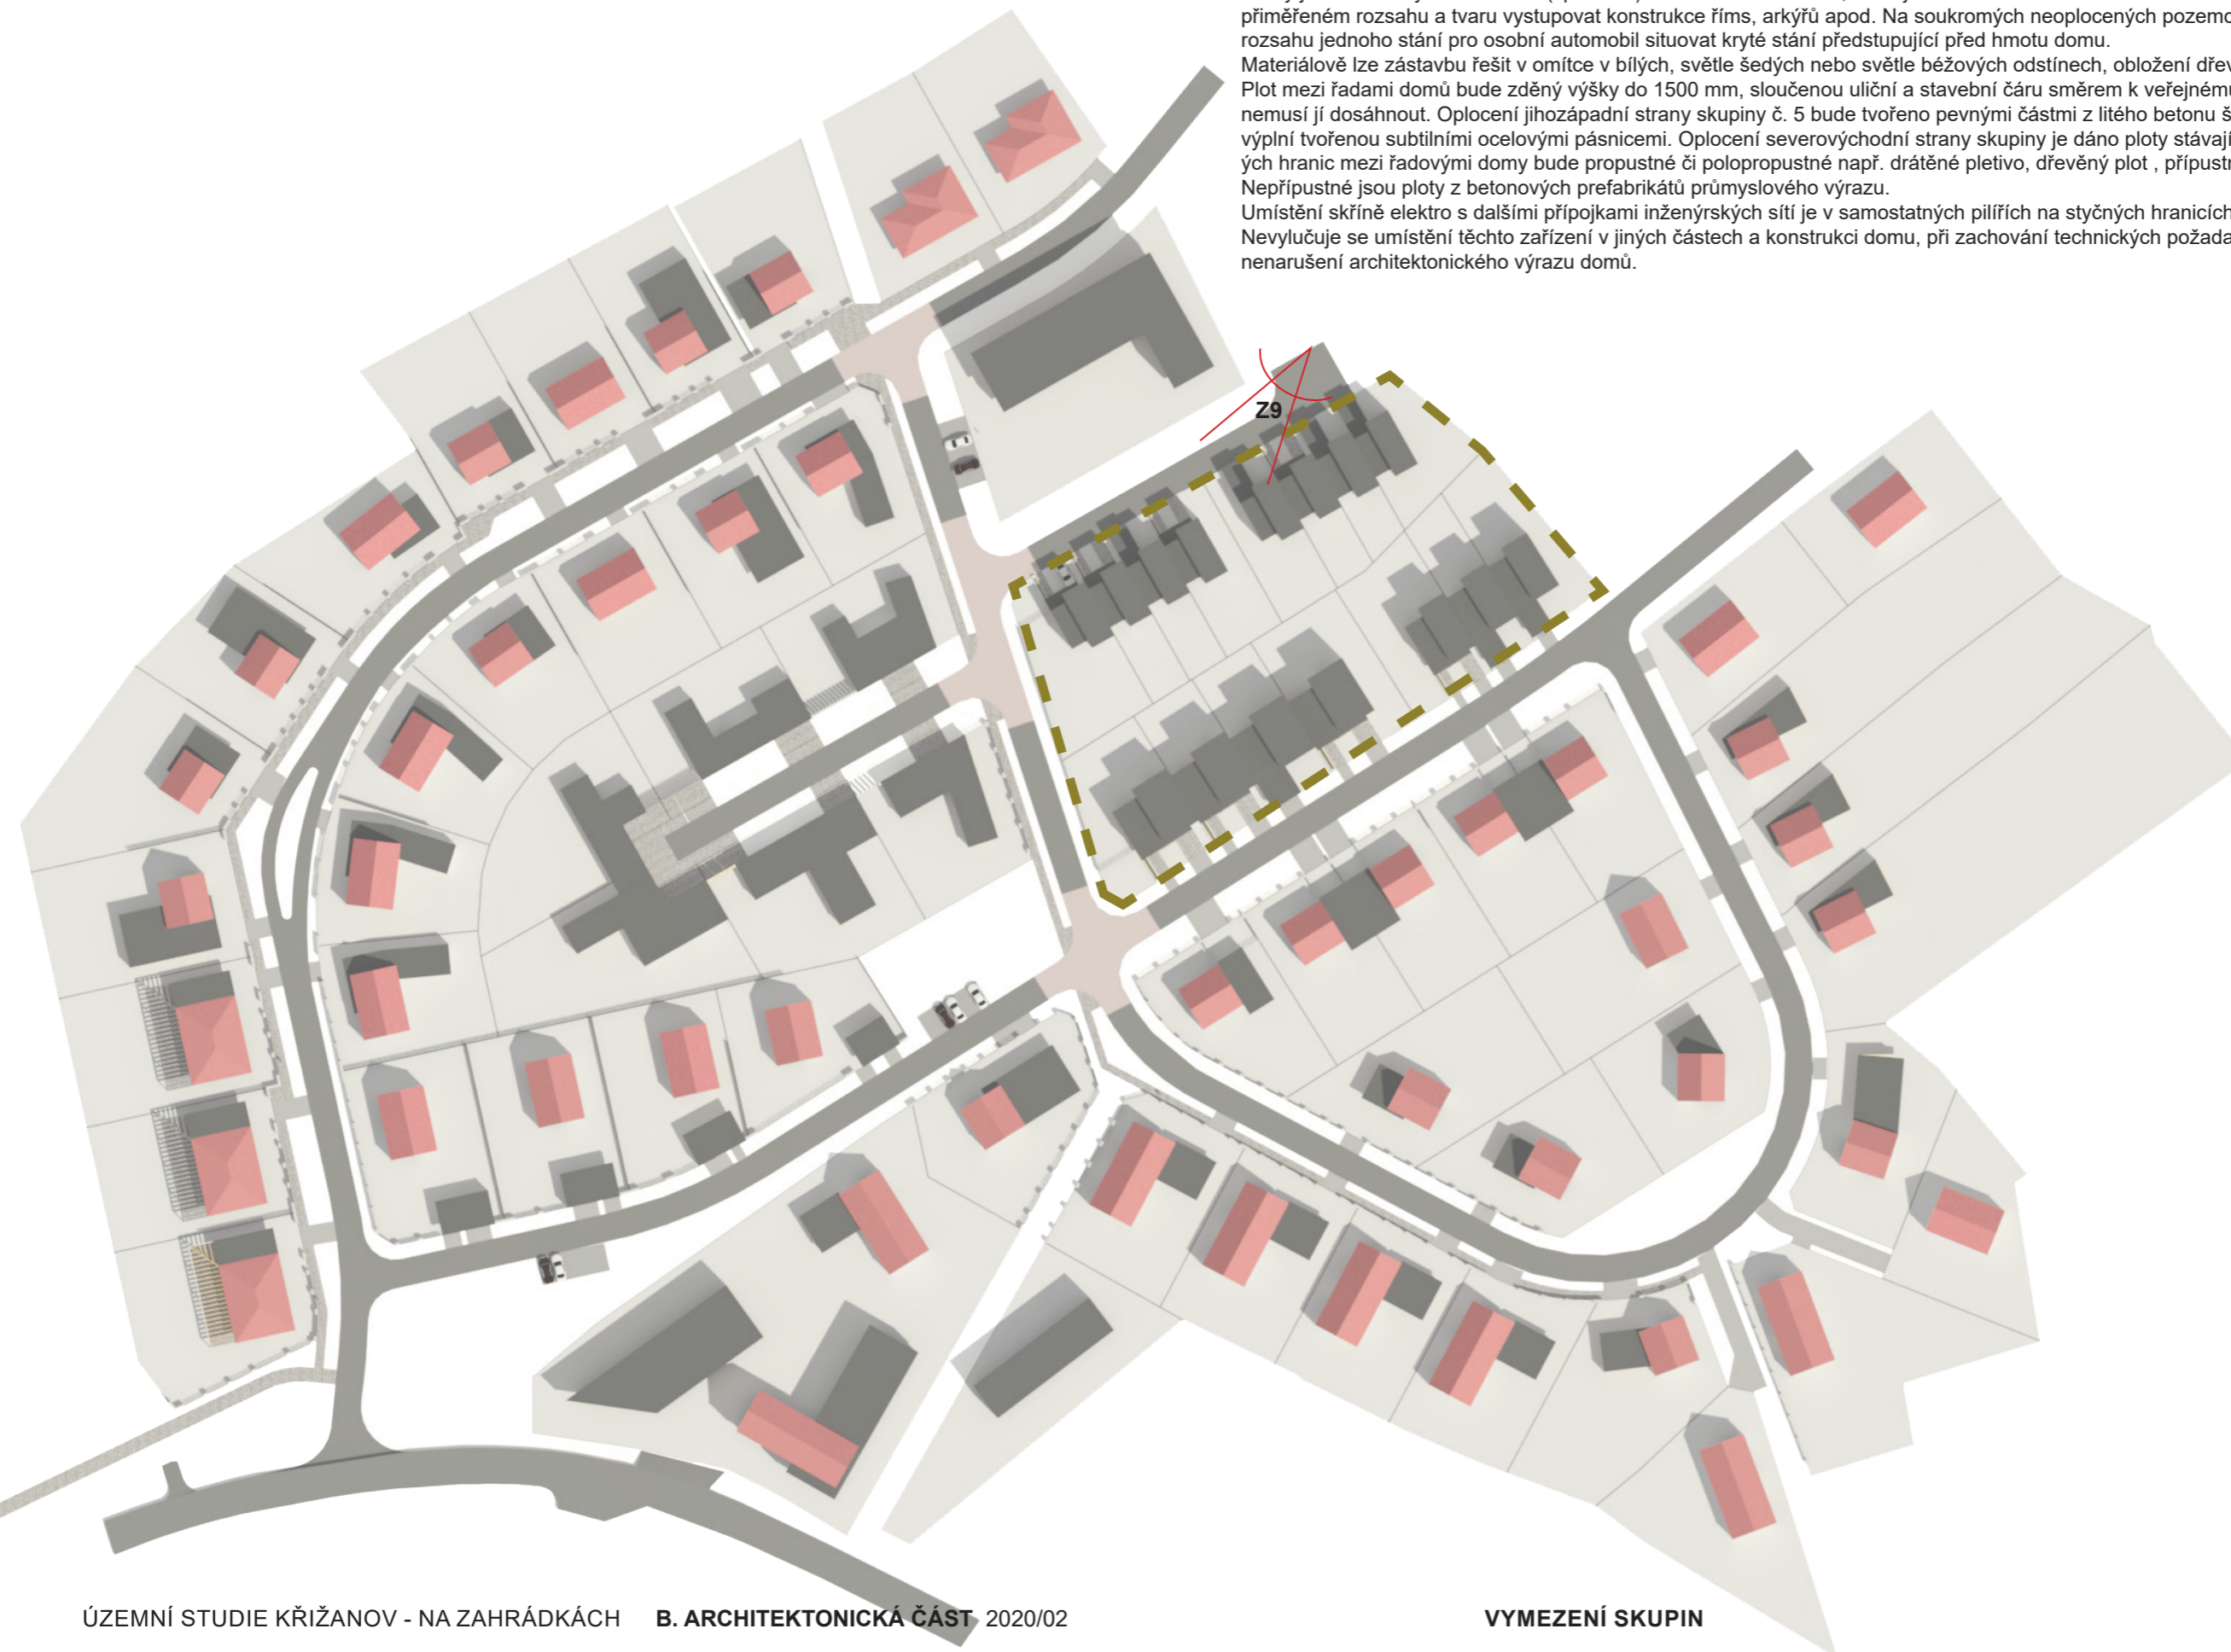 přiměřeném rozsahu a tvaru vystupovat konstrukce říms, arkýřů apod. Na soukromých neoplocených
rozsahu jednoho stání pro osobní automobil situovat kryté stání předstupující před hmotu domu.
Materiálově lze zástavbu řešit v omítce v bílých, světle šedých nebo světle béžových odstínech, obložení
Plot mezi řadami domů bude zděný výšky do 1500 mm, sloučenou uliční a stavební čáru směrem k veřejnému
nemusí jí dosáhnout. Oplocení jihozápadní strany skupiny č. 5 bude tvořeno pevnými částmi z litého betonu
výplní tvořenou subtilními ocelovými pásnicemi. Oplocení severovýchodní strany skupiny je dáno ploty
ých hranic mezi řadovými domy bude propustné či polopropustné např. drátěné pletivo, dřevěný plot ,
Nepřípustné jsou ploty z betonových prefabrikátů průmyslového výrazu.
Umístění skříně elektro s dalšími přípojkami inženýrských sítí je v samostatných pilířích na styčných hranicích
Nevylučuje se umístění těchto zařízení v jiných částech a konstrukci domu, při zachování technických
nenarušení architektonického výrazu domů.
Z9
ÚZEMNÍ STUDIE KŘIŽANOV - NA ZAHRÁDKÁCH B. ARCHITEKTONICKÁ ČÁST 2020/02
VYMEZENÍ SKUPIN